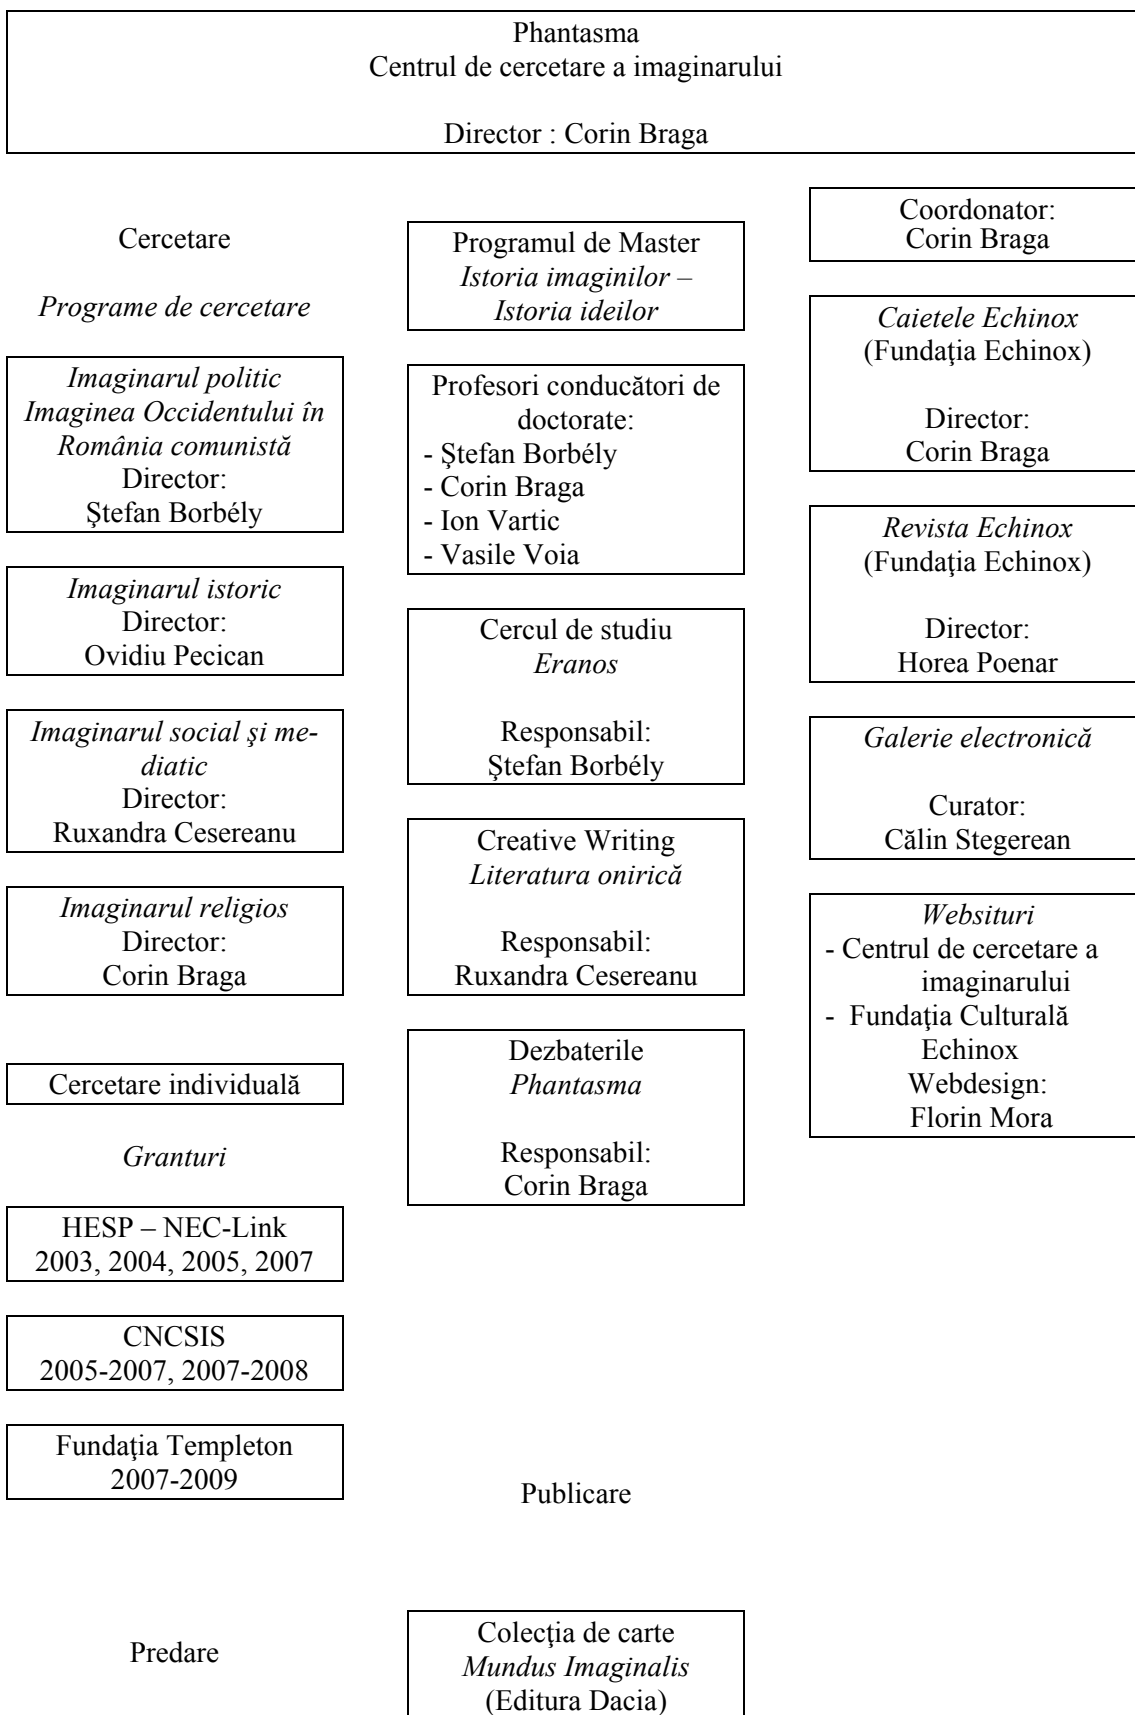 Phantasma
Centrul de cercetare a imaginarului
Director : Corin Braga
Cercetare
Programe de cercetare
Imaginarul politic
Imaginea Occidentului în
România comunistă
Director:
Ştefan Borbély
Imaginarul istoric
Director:
Ovidiu Pecican
Imaginarul social şi me-
diatic
Director:
Ruxandra Cesereanu
Imaginarul religios
Director:
Corin Braga
Cercetare individuală
Granturi
HESP – NEC-Link
2003, 2004, 2005, 2007
CNCSIS
2005-2007, 2007-2008
Fundaţia Templeton
2007-2009
Predare
Programul de Master
Istoria imaginilor –
Istoria ideilor
Profesori conducători de
doctorate:
- Ştefan Borbély
- Corin Braga
- Ion Vartic
- Vasile Voia
Cercul de studiu
Eranos
Responsabil:
Ştefan Borbély
Creative Writing
Literatura onirică
Responsabil:
Ruxandra Cesereanu
Dezbaterile
Phantasma
Responsabil:
Corin Braga
Publicare
Colecţia de carte
Mundus Imaginalis
(Editura Dacia)
Coordonator:
Corin Braga
Caietele Echinox
(Fundaţia Echinox)
Director:
Corin Braga
Revista Echinox
(Fundaţia Echinox)
Director:
Horea Poenar
Galerie electronică
Curator:
Călin Stegerean
Websituri
- Centrul de cercetare a
imaginarului
- Fundaţia Culturală
Echinox
Webdesign:
Florin Mora